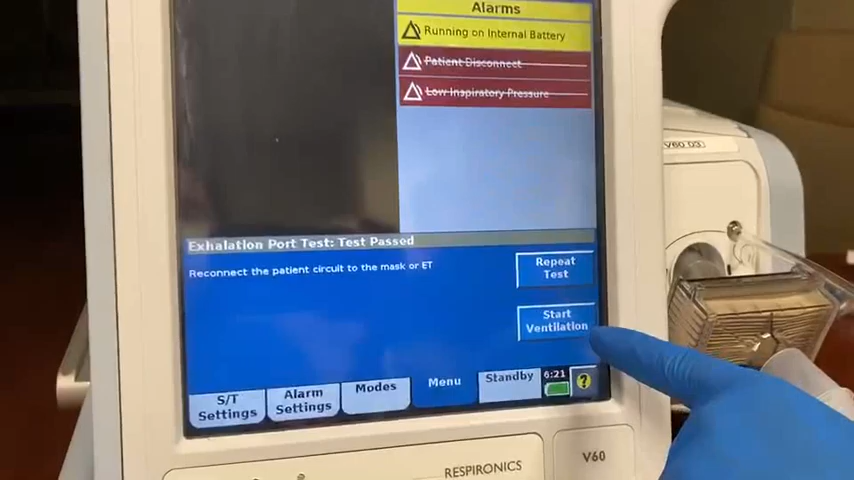 Alarms
Running on Internal Battery
Patient Disconnect
Low Inspiratory Pressure
V60 03
Exhalation Port Test: Test Passed
Reconnect the patient circuit to the mask or ET
Repeat
Test
Start
Ventilation
S/T
Settings
Alarm
Settings
Modes
Menu
Standby
6:21
?
RESPIRONICS
V60